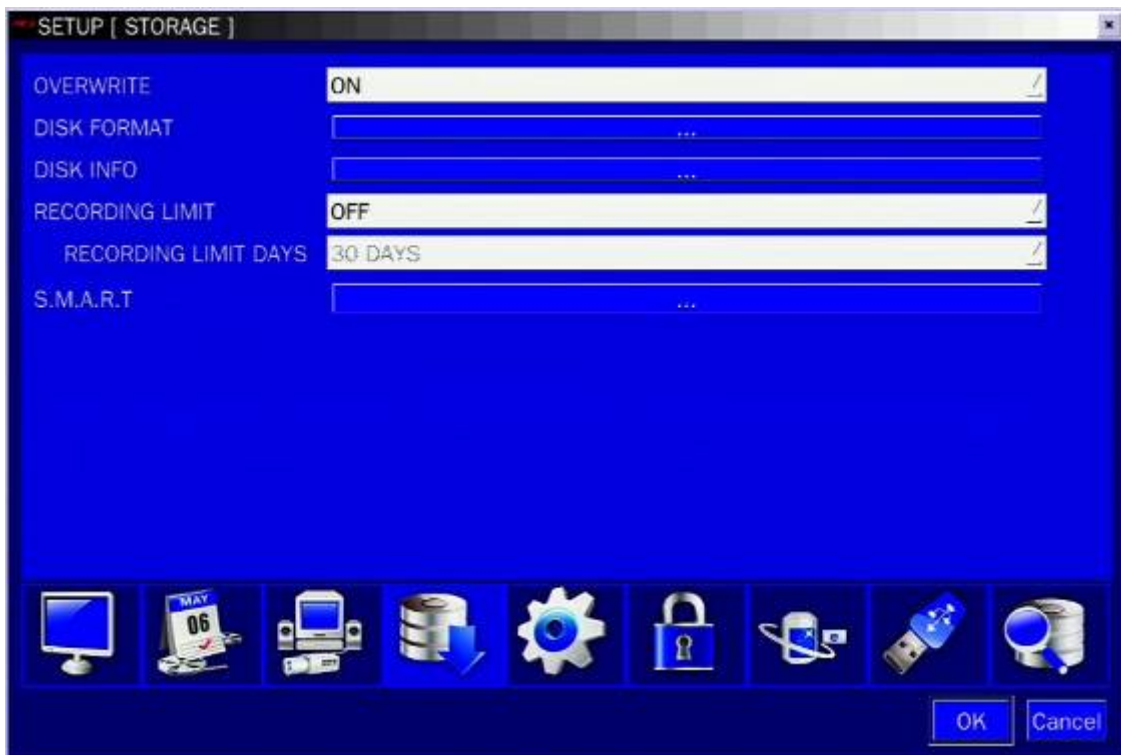 SETUP [ STORAGE ]
OVERWRITE ON
DISK FORMAT ...
DISK INFO ...
RECORDING LIMIT OFF
RECORDING LIMIT DAYS 30 DAYS
S.M.A.R.T ...
MAY
06
OK Cancel